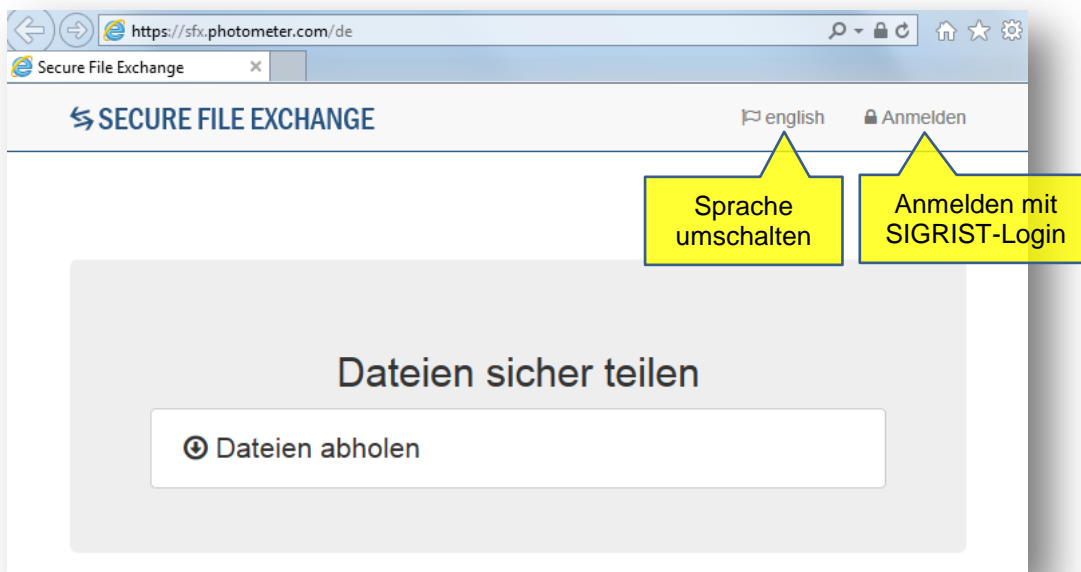 https://sfx.photometer.com/de
Secure File Exchange
SECURE FILE EXCHANGE
english
Anmelden
Sprache
umschalten
Anmelden mit
SIGRIST-Login
Dateien sicher teilen
Dateien abholen